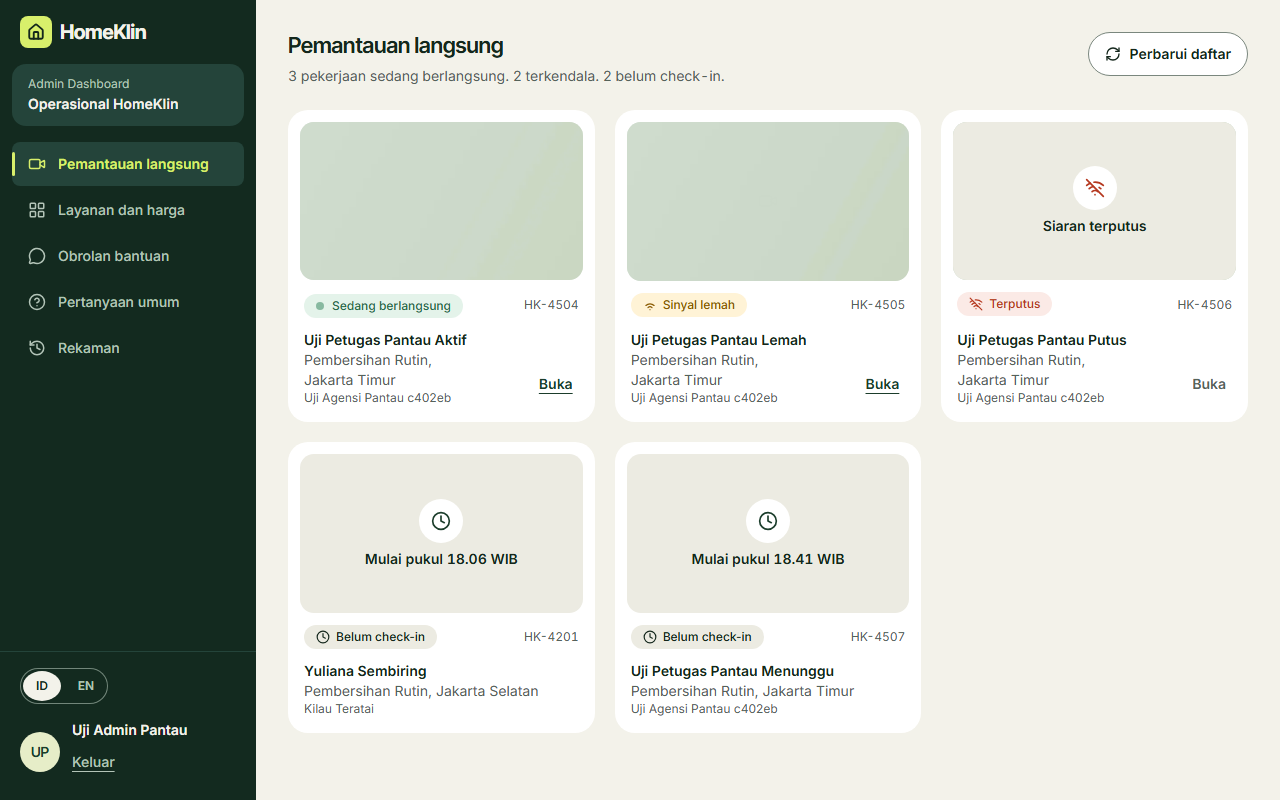 HomeKlin
Admin Dashboard
Operasional HomeKlin
Pemantauan langsung
Layanan dan harga
Obrolan bantuan
Pertanyaan umum
Rekaman
ID
EN
UP
Uji Admin Pantau
Keluar
Pemantauan langsung
3 pekerjaan sedang berlangsung. 2 terkendala. 2 belum check-in.
Perbarui daftar
Sedang berlangsung
HK-4504
Uji Petugas Pantau Aktif
Pembersihan Rutin,
Jakarta Timur
Uji Agensi Pantau c402eb
Buka
Sinyal lemah
HK-4505
Uji Petugas Pantau Lemah
Pembersihan Rutin,
Jakarta Timur
Uji Agensi Pantau c402eb
Buka
Siaran terputus
Terputus
HK-4506
Uji Petugas Pantau Putus
Pembersihan Rutin,
Jakarta Timur
Uji Agensi Pantau c402eb
Buka
Mulai pukul 18.06 WIB
Belum check-in
HK-4201
Yuliana Sembiring
Pembersihan Rutin, Jakarta Selatan
Kilau Teratai
Mulai pukul 18.41 WIB
Belum check-in
HK-4507
Uji Petugas Pantau Menunggu
Pembersihan Rutin, Jakarta Timur
Uji Agensi Pantau c402eb